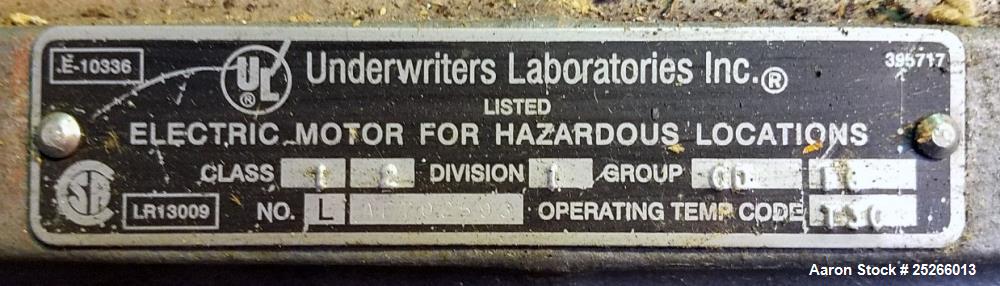 E-10336
UL ®
Underwriters Laboratories Inc.®
395717
LISTED
ELECTRIC MOTOR FOR HAZARDOUS LOCATIONS
CLASS 1 2 DIVISION 1 GROUP
LR13009
NO. L OPERATING TEMP CODE
Aaron Stock # 25266013